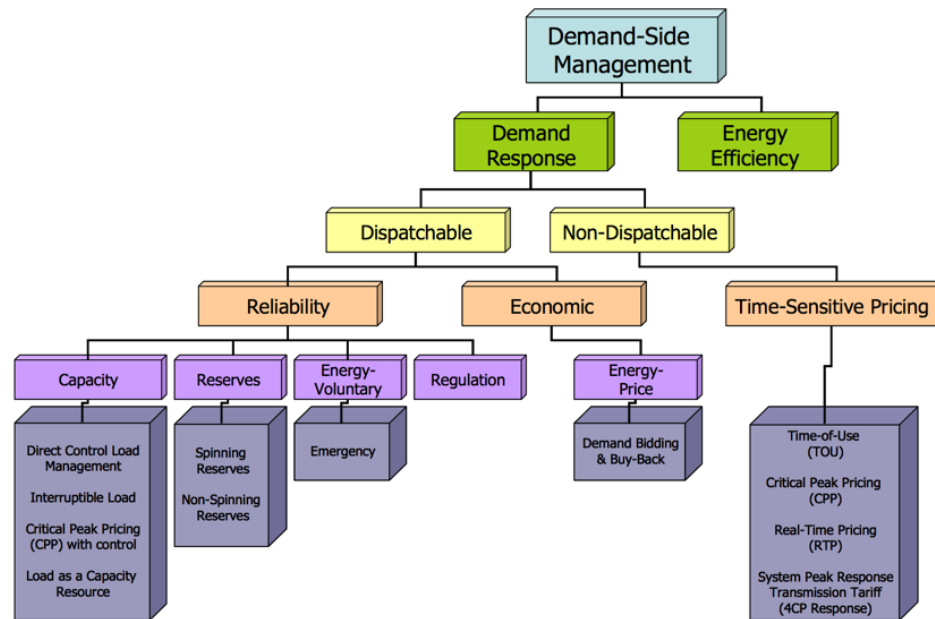 Demand-Side
Management
Demand
Response
Energy
Efficiency
Dispatchable
Non-Dispatchable
Reliability
Economic
Time-Sensitive Pricing
Capacity
Reserves
Energy-
Voluntary
Regulation
Energy-
Price
Direct Control Load
Management
Interruptible Load
Critical Peak Pricing
(CPP) with control
Load as a Capacity
Resource
Spinning
Reserves
Non-Spinning
Reserves
Emergency
Demand Bidding
& Buy-Back
Time-of-Use
(TOU)
Critical Peak Pricing
(CPP)
Real-Time Pricing
(RTP)
System Peak Response
Transmission Tariff
(4CP Response)